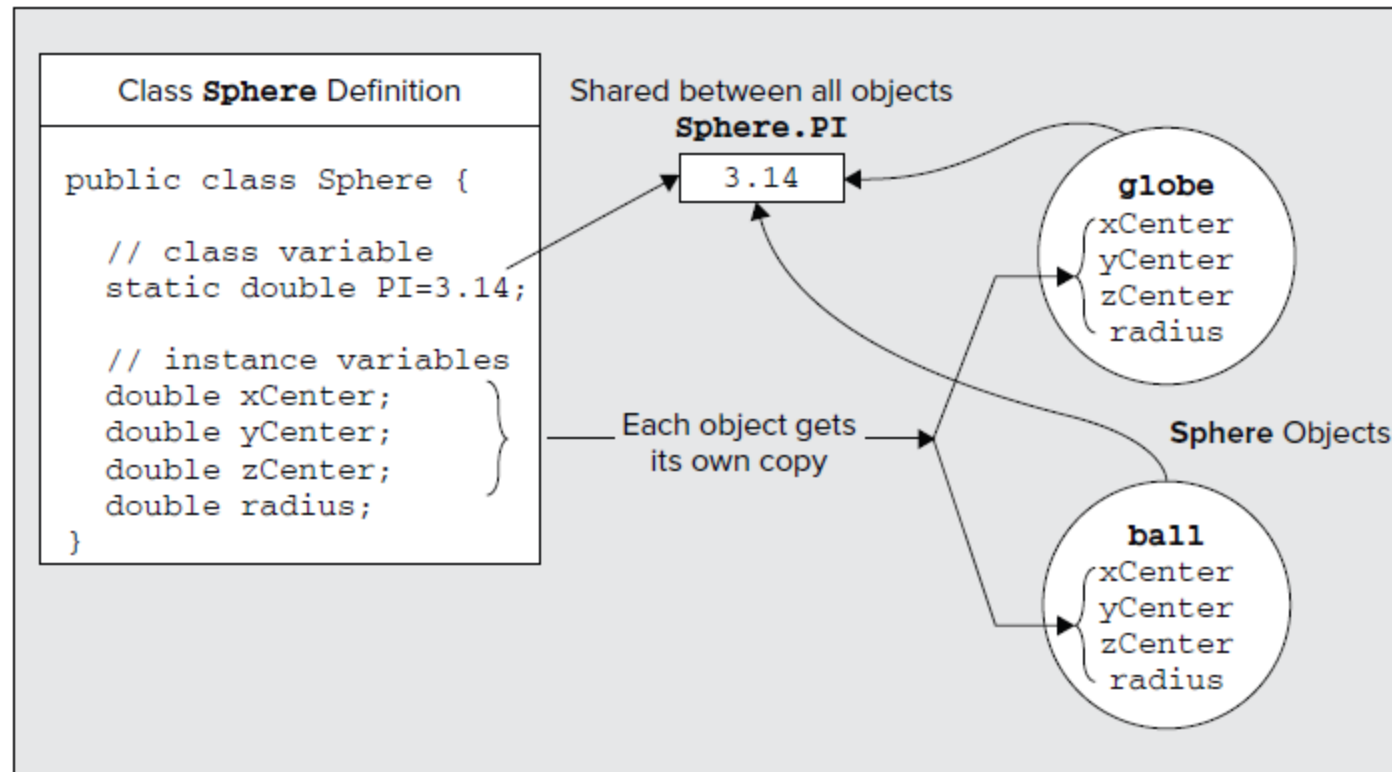 Class Sphere Definition
public class Sphere {
// class variable
static double PI=3.14;
// instance variables
double xCenter;
double yCenter;
double zCenter;
double radius;
}
Shared between all objects
Sphere.PI
3.14
Each object gets
its own copy
globe
xCenter
yCenter
zCenter
radius
Sphere Objects
ball
xCenter
yCenter
zCenter
radius